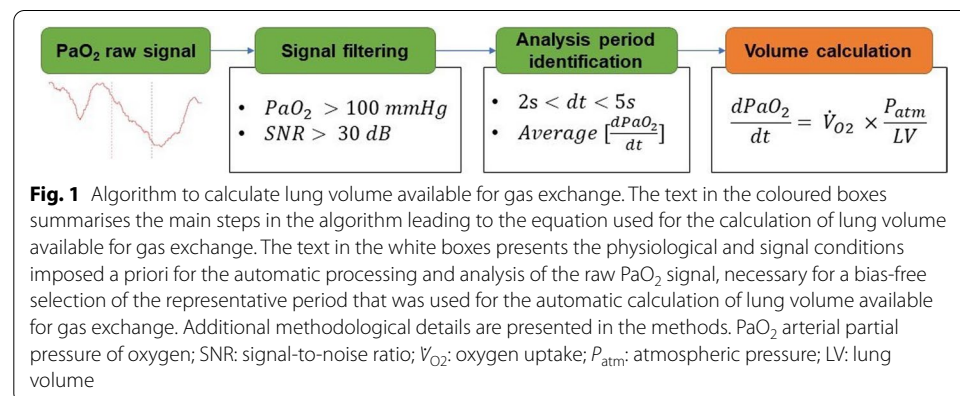 PaO₂ raw signal
Signal filtering
Analysis period
identification
Volume calculation
• PaO₂ > 100 mmHg
• SNR > 30 dB
• 2s < dt < 5s
• Average [dPaO₂/dt]
dPaO₂/dt = V̇O2 × Patm/LV
Fig. 1 Algorithm to calculate lung volume available for gas exchange. The text in the coloured boxes
summarises the main steps in the algorithm leading to the equation used for the calculation of lung volume
available for gas exchange. The text in the white boxes presents the physiological and signal conditions
imposed a priori for the automatic processing and analysis of the raw PaO₂ signal, necessary for a bias-free
selection of the representative period that was used for the automatic calculation of lung volume available
for gas exchange. Additional methodological details are presented in the methods. PaO₂ arterial partial
pressure of oxygen; SNR: signal-to-noise ratio; V̇O2: oxygen uptake; Patm: atmospheric pressure; LV: lung
volume